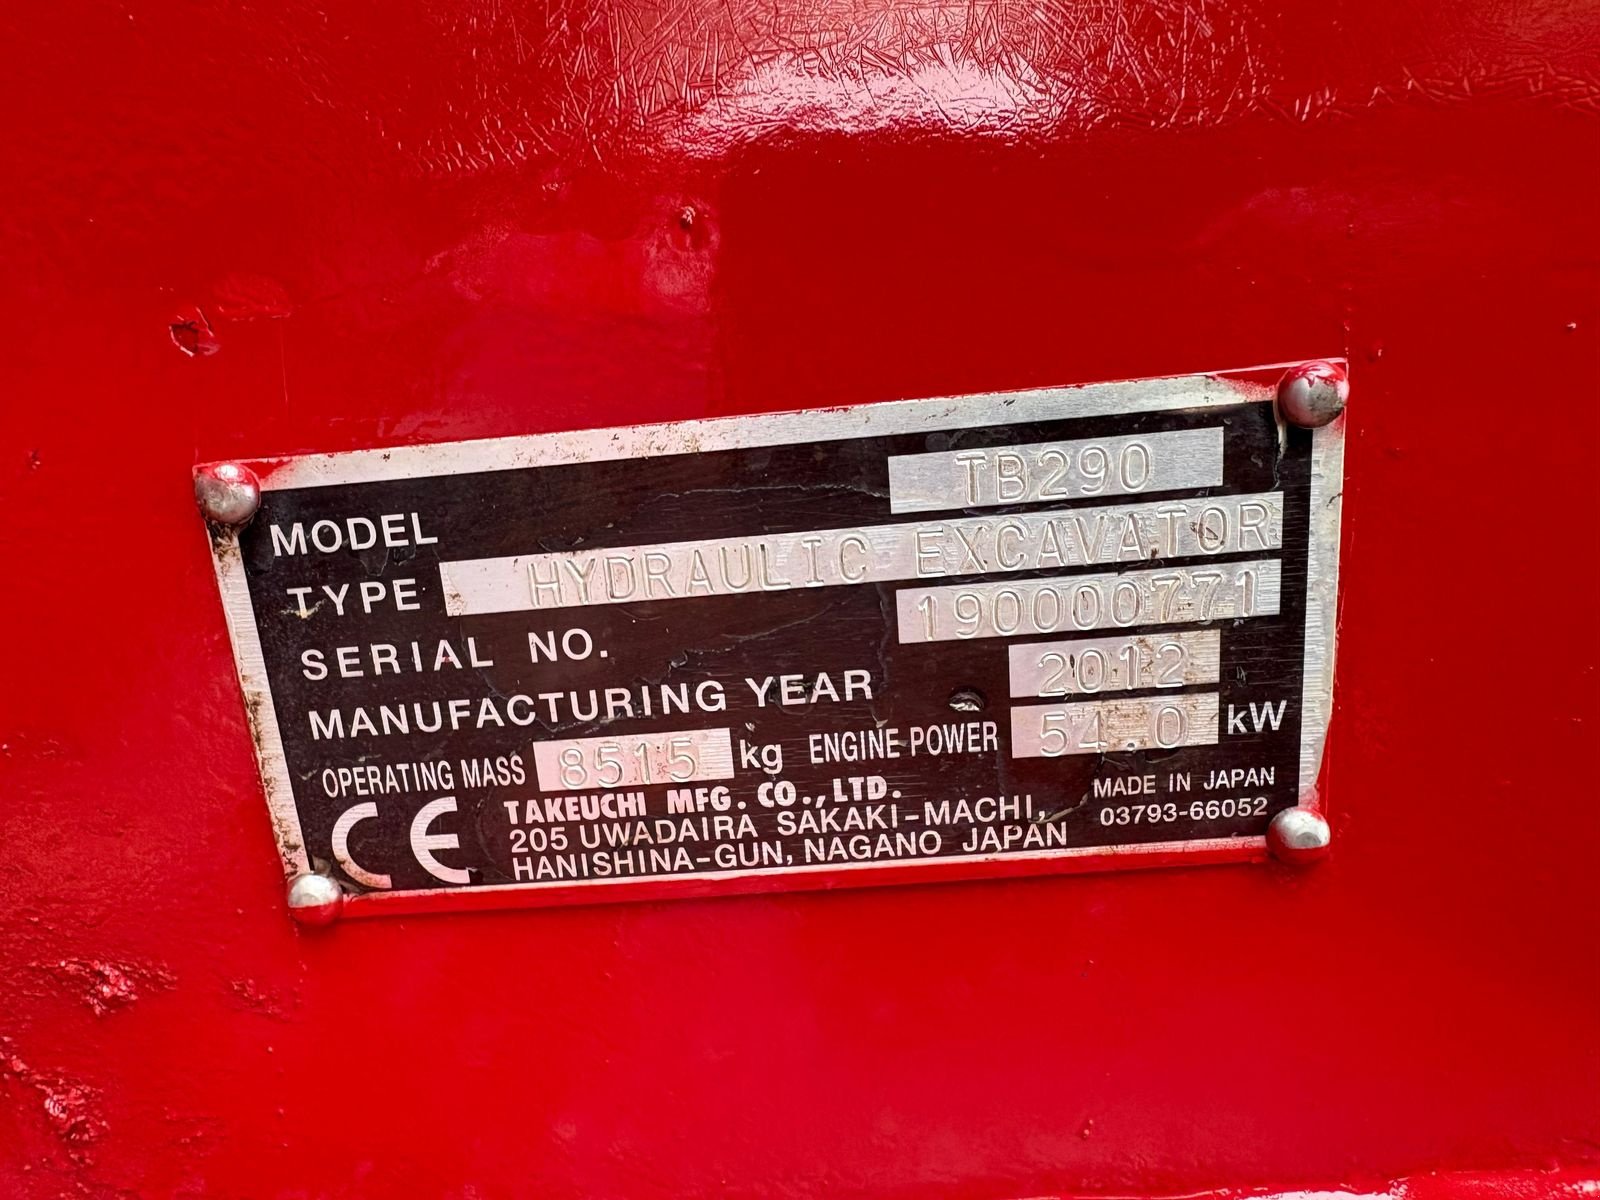 MODEL TB290
TYPE HYDRAULIC EXCAVATOR
SERIAL NO. 190000771
MANUFACTURING YEAR 2012
OPERATING MASS 8515 kg ENGINE POWER 54.0 kW
CE
TAKEUCHI MFG. CO., LTD.
205 UWADAIRA SAKAKI-MACHI,
HANISHINA-GUN, NAGANO JAPAN
MADE IN JAPAN
03793-66052